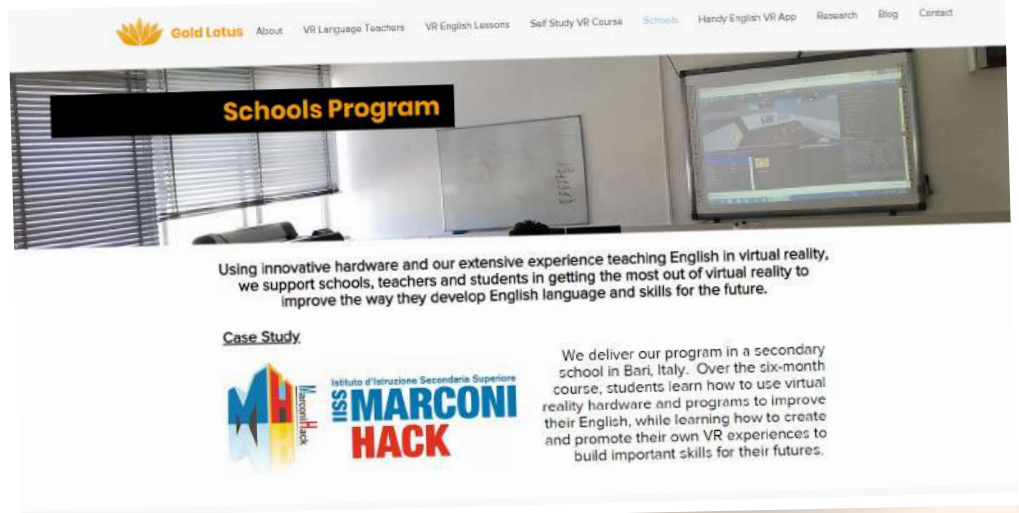 Gold Lotus
About
VR Language Teachers
VR English Lessons
Self Study VR Course
Schools
Handy English VR App
Research
Blog
Contact
Schools Program
Using innovative hardware and our extensive experience teaching English in virtual reality,
we support schools, teachers and students in getting the most out of virtual reality to
improve the way they develop English language and skills for the future.
Case Study
MarconiHack
Istituto d'Istruzione Secondaria Superiore
IISS MARCONI
HACK
We deliver our program in a secondary
school in Bari, Italy. Over the six-month
course, students learn how to use virtual
reality hardware and programs to improve
their English, while learning how to create
and promote their own VR experiences to
build important skills for their futures.